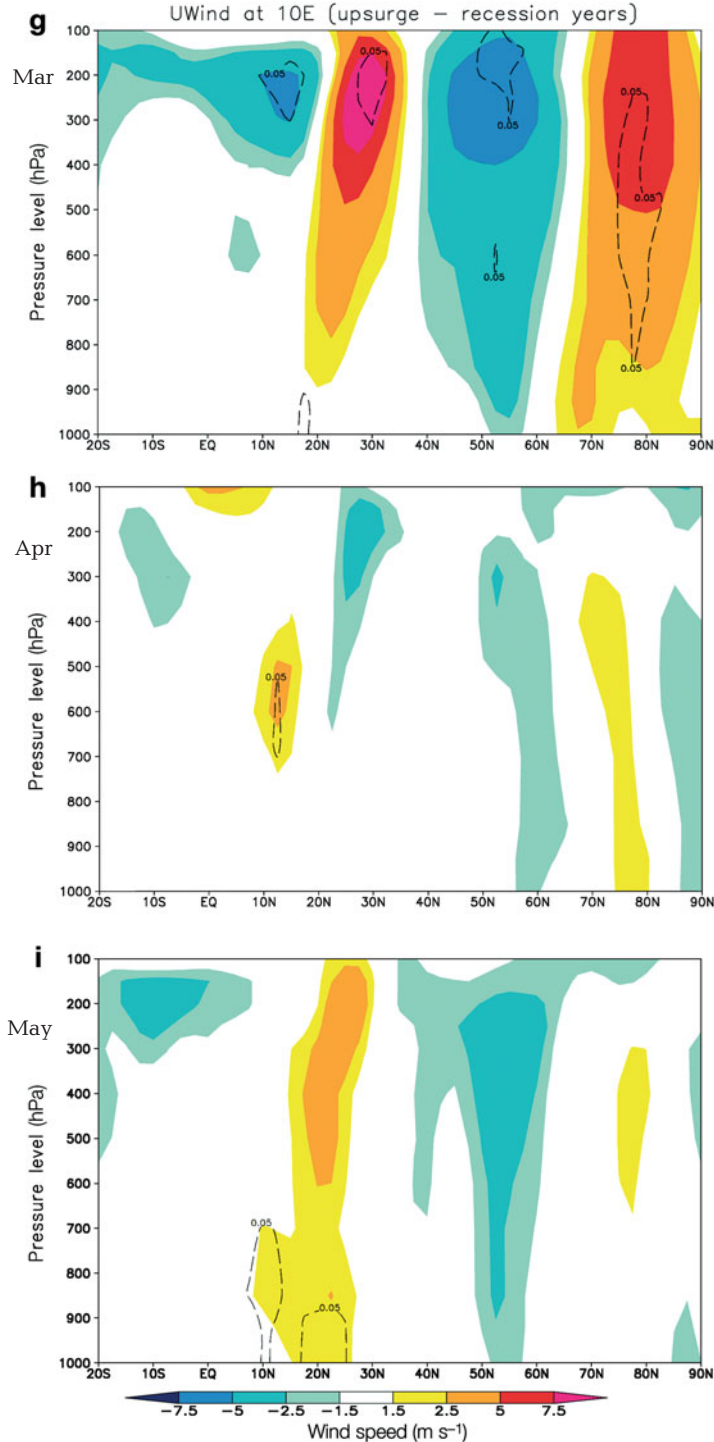 g UWind at 10E (upsurge – recession years)
Mar
Pressure level (hPa)
100
200
300
400
500
600
700
800
900
1000
0.05
0.05
0.05
0.05
0.05
0.05
0.05
0.05
20S 10S EQ 10N 20N 30N 40N 50N 60N 70N 80N 90N
h
Apr
Pressure level (hPa)
100
200
300
400
500
600
700
800
900
1000
0.05
20S 10S EQ 10N 20N 30N 40N 50N 60N 70N 80N 90N
i
May
Pressure level (hPa)
100
200
300
400
500
600
700
800
900
1000
0.05
0.05
20S 10S EQ 10N 20N 30N 40N 50N 60N 70N 80N 90N
−7.5 −5 −2.5 −1.5 1.5 2.5 5 7.5
Wind speed (m s⁻¹)